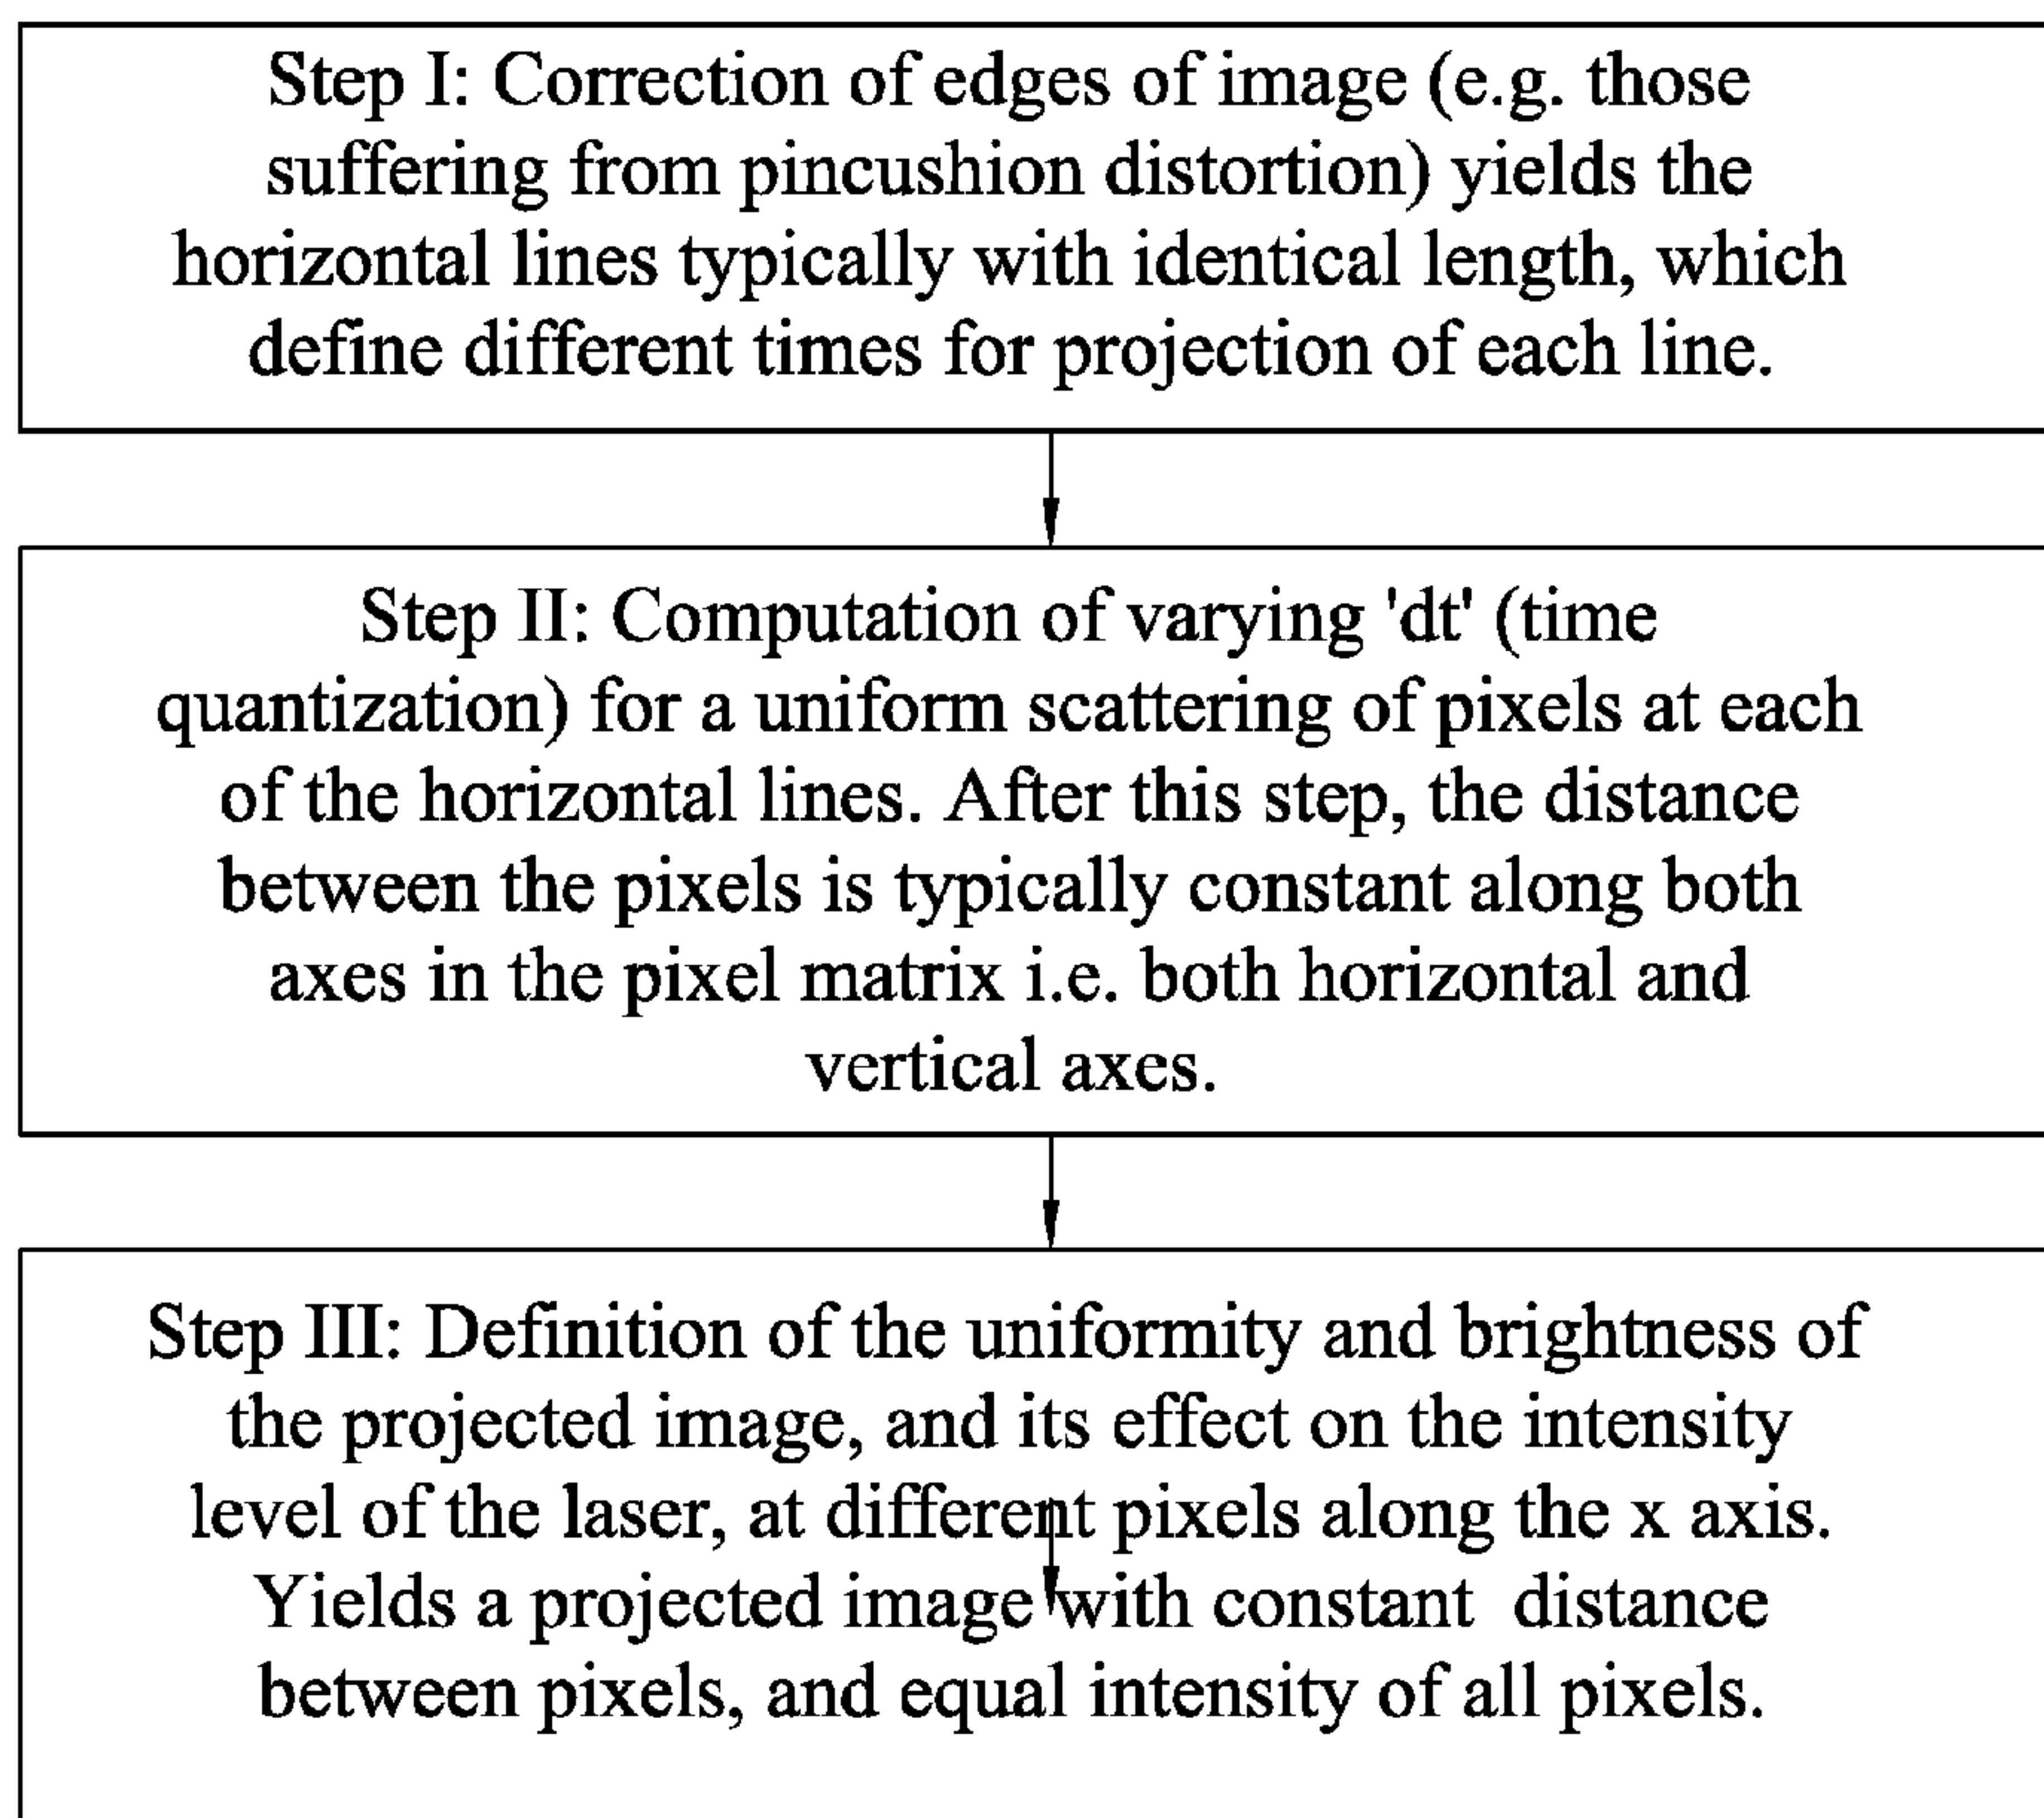 Step I: Correction of edges of image (e.g. those
suffering from pincushion distortion) yields the
horizontal lines typically with identical length, which
define different times for projection of each line.
Step II: Computation of varying 'dt' (time
quantization) for a uniform scattering of pixels at each
of the horizontal lines. After this step, the distance
between the pixels is typically constant along both
axes in the pixel matrix i.e. both horizontal and
vertical axes.
Step III: Definition of the uniformity and brightness of
the projected image, and its effect on the intensity
level of the laser, at different pixels along the x axis.
Yields a projected image with constant distance
between pixels, and equal intensity of all pixels.